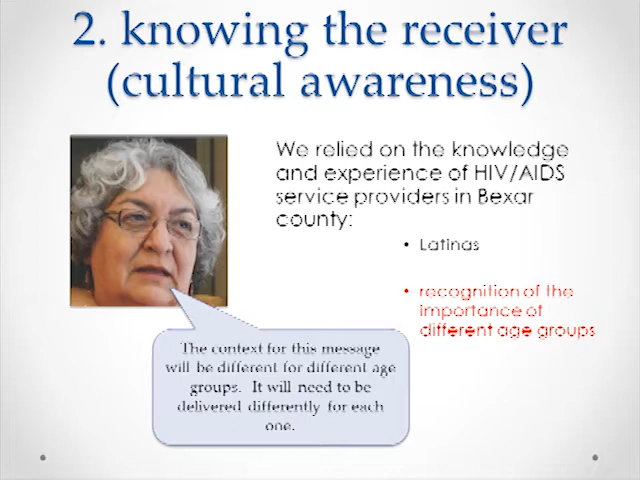 2. knowing the receiver
(cultural awareness)
We relied on the knowledge
and experience of HIV/AIDS
service providers in Bexar
county:
• Latinas
• recognition of the
importance of
different age groups
The context for this message
will be different for different age
groups. It will need to be
delivered differently for each
one.